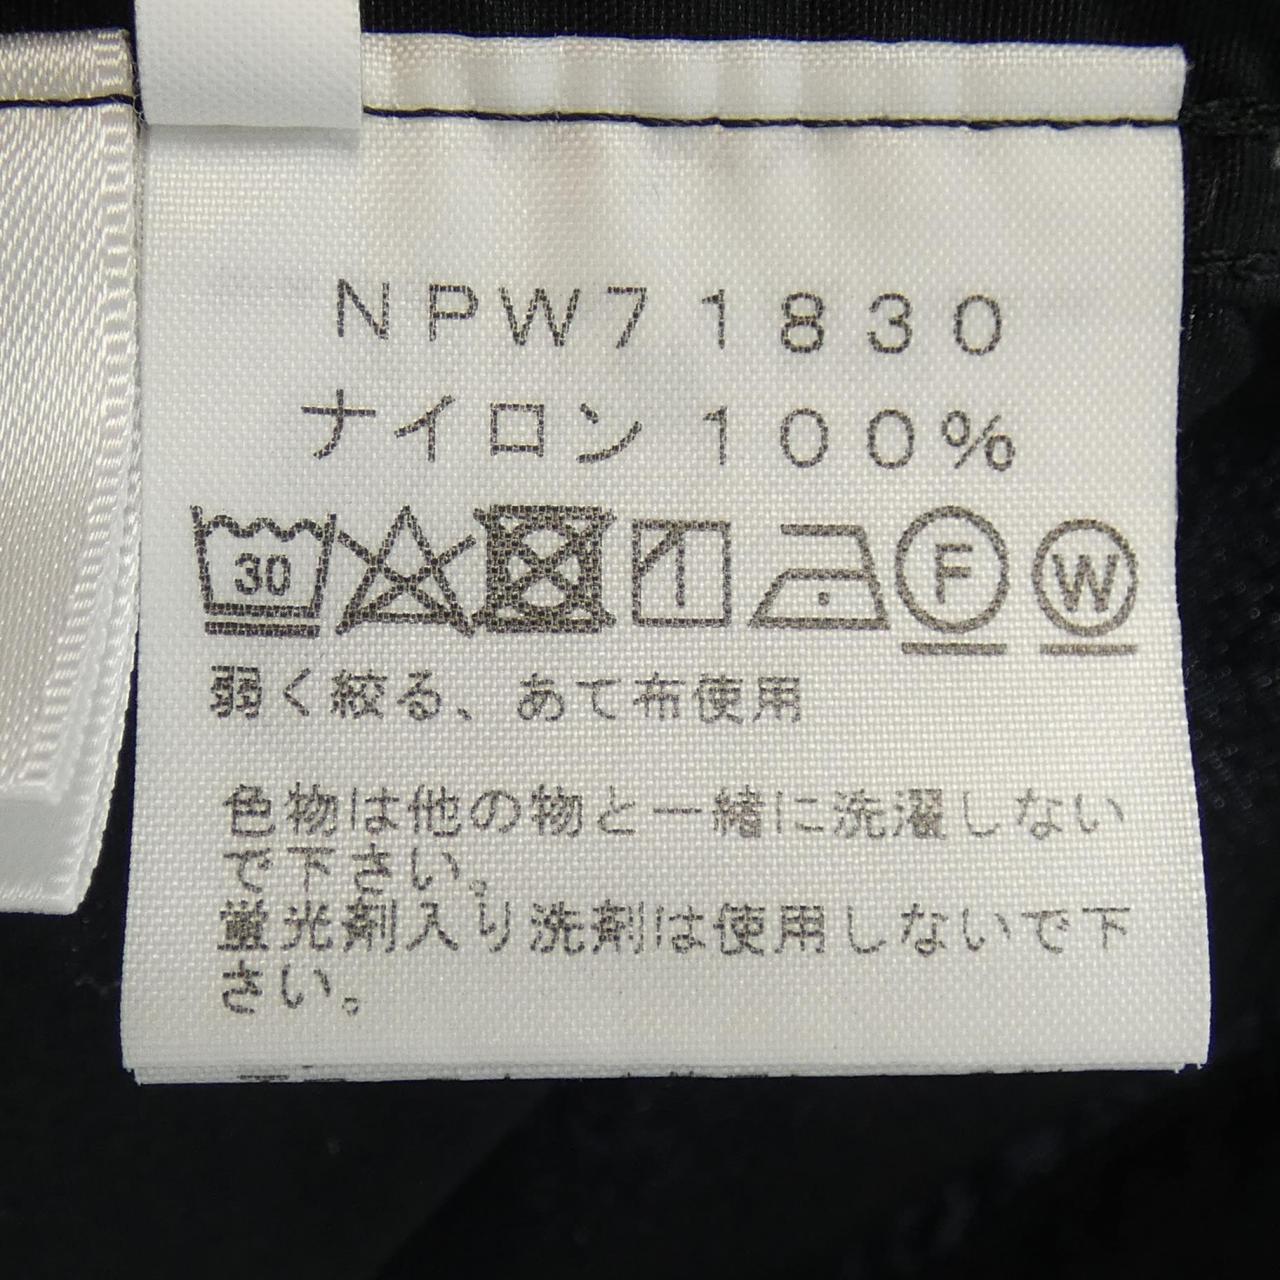 NPW71830
ナイロン100%
30 F W
弱く絞る、あて布使用
色物は他の物と一緒に洗濯しない
で下さい。
蛍光剤入り洗剤は使用しないで下
さい。